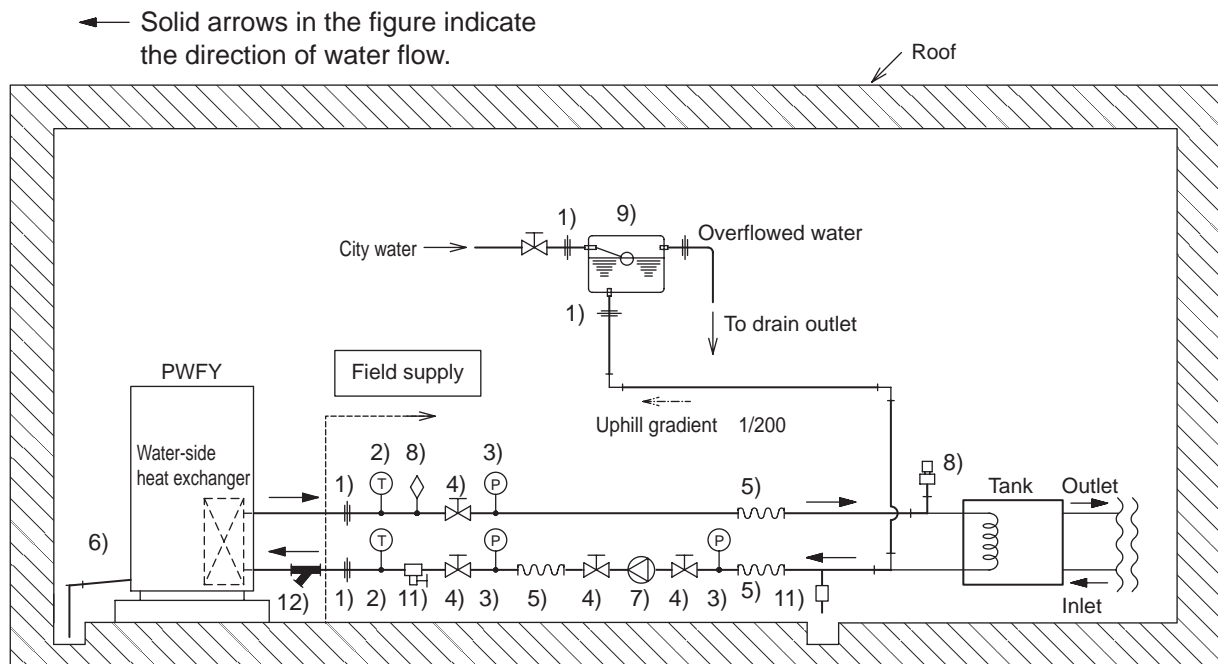 Solid arrows in the figure indicate
the direction of water flow.
Roof
1)
9)
City water
Overflowed water
1)
To drain outlet
PWFY
Field supply
Uphill gradient 1/200
Water-side
heat exchanger
2)
8)
3)
8)
T
P
1)
4)
5)
Tank
Outlet
6)
T
P
P
12)
1)
2)
11)
4)
3)
5)
4)
7)
4)
3)
5)
11)
Inlet